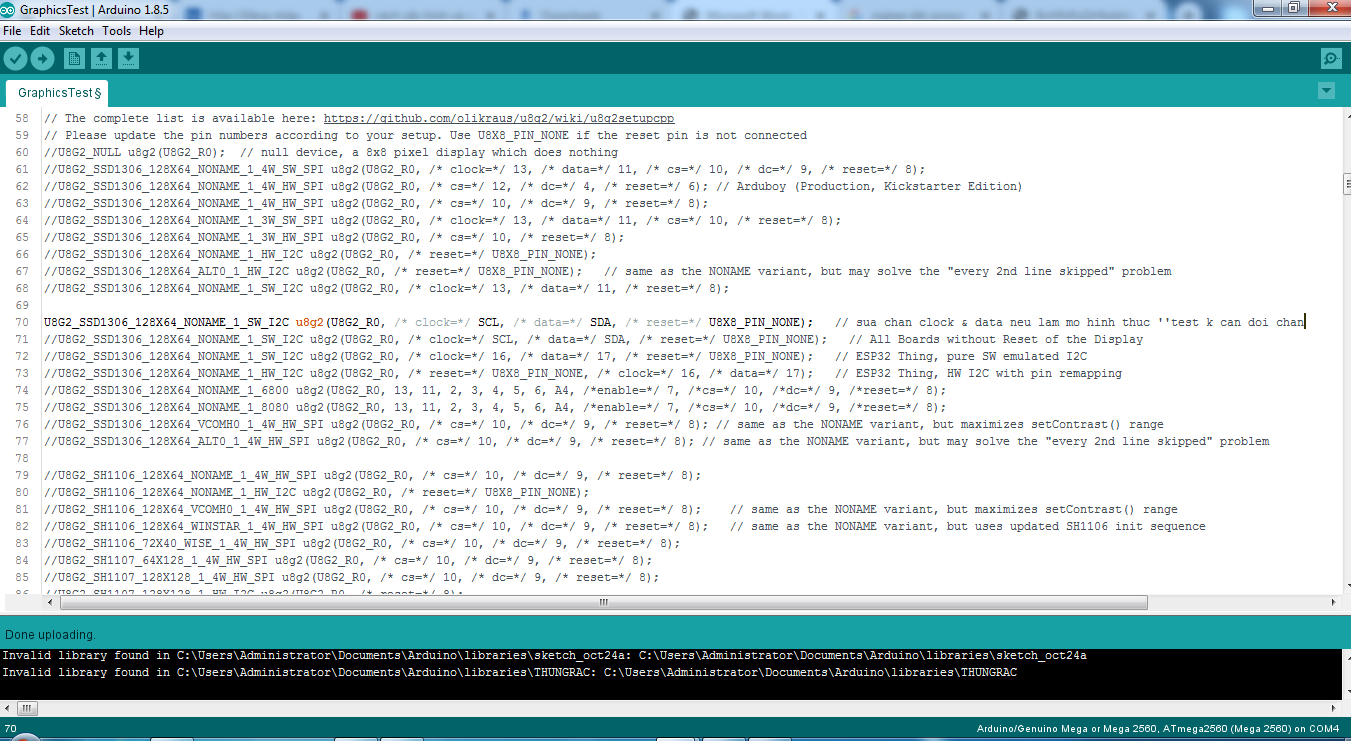 GraphicsTest | Arduino 1.8.5
File Edit Sketch Tools Help
GraphicsTest §
58 // The complete list is available here: https://github.com/olikraus/u8g2/wiki/u8g2setupcpp
59 // Please update the pin numbers according to your setup. Use U8X8_PIN_NONE if the reset pin is not connected
60 //U8G2_NULL u8g2(U8G2_R0);  // null device, a 8x8 pixel display which does nothing
61 //U8G2_SSD1306_128X64_NONAME_1_4W_SW_SPI u8g2(U8G2_R0, /* clock=*/ 13, /* data=*/ 11, /* cs=*/ 10, /* dc=*/ 9, /* reset=*/ 8);
62 //U8G2_SSD1306_128X64_NONAME_1_4W_HW_SPI u8g2(U8G2_R0, /* cs=*/ 12, /* dc=*/ 4, /* reset=*/ 6); // Arduboy (Production, Kickstarter Edition)
63 //U8G2_SSD1306_128X64_NONAME_1_4W_HW_SPI u8g2(U8G2_R0, /* cs=*/ 10, /* dc=*/ 9, /* reset=*/ 8);
64 //U8G2_SSD1306_128X64_NONAME_1_3W_SW_SPI u8g2(U8G2_R0, /* clock=*/ 13, /* data=*/ 11, /* cs=*/ 10, /* reset=*/ 8);
65 //U8G2_SSD1306_128X64_NONAME_1_3W_HW_SPI u8g2(U8G2_R0, /* cs=*/ 10, /* reset=*/ 8);
66 //U8G2_SSD1306_128X64_NONAME_1_HW_I2C u8g2(U8G2_R0, /* reset=*/ U8X8_PIN_NONE);
67 //U8G2_SSD1306_128X64_ALT0_1_HW_I2C u8g2(U8G2_R0, /* reset=*/ U8X8_PIN_NONE);   // same as the NONAME variant, but may solve the "every 2nd line skipped" problem
68 //U8G2_SSD1306_128X64_NONAME_1_SW_I2C u8g2(U8G2_R0, /* clock=*/ 13, /* data=*/ 11, /* reset=*/ 8);
69
70 U8G2_SSD1306_128X64_NONAME_1_SW_I2C u8g2(U8G2_R0, /* clock=*/ SCL, /* data=*/ SDA, /* reset=*/ U8X8_PIN_NONE);   // sua chan clock & data neu lam mo hinh thuc ''test k can doi chan
71 //U8G2_SSD1306_128X64_NONAME_1_SW_I2C u8g2(U8G2_R0, /* clock=*/ SCL, /* data=*/ SDA, /* reset=*/ U8X8_PIN_NONE);   // All Boards without Reset of the Display
72 //U8G2_SSD1306_128X64_NONAME_1_SW_I2C u8g2(U8G2_R0, /* clock=*/ 16, /* data=*/ 17, /* reset=*/ U8X8_PIN_NONE);   // ESP32 Thing, pure SW emulated I2C
73 //U8G2_SSD1306_128X64_NONAME_1_HW_I2C u8g2(U8G2_R0, /* reset=*/ U8X8_PIN_NONE, /* clock=*/ 16, /* data=*/ 17);   // ESP32 Thing, HW I2C with pin remapping
74 //U8G2_SSD1306_128X64_NONAME_1_6800 u8g2(U8G2_R0, 13, 11, 2, 3, 4, 5, 6, A4, /*enable=*/ 7, /*cs=*/ 10, /*dc=*/ 9, /*reset=*/ 8);
75 //U8G2_SSD1306_128X64_NONAME_1_8080 u8g2(U8G2_R0, 13, 11, 2, 3, 4, 5, 6, A4, /*enable=*/ 7, /*cs=*/ 10, /*dc=*/ 9, /*reset=*/ 8);
76 //U8G2_SSD1306_128X64_VCOMH0_1_4W_HW_SPI u8g2(U8G2_R0, /* cs=*/ 10, /* dc=*/ 9, /* reset=*/ 8); // same as the NONAME variant, but maximizes setContrast() range
77 //U8G2_SSD1306_128X64_ALT0_1_4W_HW_SPI u8g2(U8G2_R0, /* cs=*/ 10, /* dc=*/ 9, /* reset=*/ 8); // same as the NONAME variant, but may solve the "every 2nd line skipped" problem
78
79 //U8G2_SH1106_128X64_NONAME_1_4W_HW_SPI u8g2(U8G2_R0, /* cs=*/ 10, /* dc=*/ 9, /* reset=*/ 8);
80 //U8G2_SH1106_128X64_NONAME_1_HW_I2C u8g2(U8G2_R0, /* reset=*/ U8X8_PIN_NONE);
81 //U8G2_SH1106_128X64_VCOMH0_1_4W_HW_SPI u8g2(U8G2_R0, /* cs=*/ 10, /* dc=*/ 9, /* reset=*/ 8);    // same as the NONAME variant, but maximizes setContrast() range
82 //U8G2_SH1106_128X64_WINSTAR_1_4W_HW_SPI u8g2(U8G2_R0, /* cs=*/ 10, /* dc=*/ 9, /* reset=*/ 8);   // same as the NONAME variant, but uses updated SH1106 init sequence
83 //U8G2_SH1106_72X40_WISE_1_4W_HW_SPI u8g2(U8G2_R0, /* cs=*/ 10, /* dc=*/ 9, /* reset=*/ 8);
84 //U8G2_SH1107_64X128_1_4W_HW_SPI u8g2(U8G2_R0, /* cs=*/ 10, /* dc=*/ 9, /* reset=*/ 8);
85 //U8G2_SH1107_128X128_1_4W_HW_SPI u8g2(U8G2_R0, /* cs=*/ 10, /* dc=*/ 9, /* reset=*/ 8);
86 //U8G2_SH1107_128X128_1_HW_I2C u8g2(U8G2_R0, /* reset=*/ 8);
Done uploading.
Invalid library found in C:\Users\Administrator\Documents\Arduino\libraries\sketch_oct24a: C:\Users\Administrator\Documents\Arduino\libraries\sketch_oct24a
Invalid library found in C:\Users\Administrator\Documents\Arduino\libraries\THUNGRAC: C:\Users\Administrator\Documents\Arduino\libraries\THUNGRAC
70 Arduino/Genuino Mega or Mega 2560, ATmega2560 (Mega 2560) on COM4